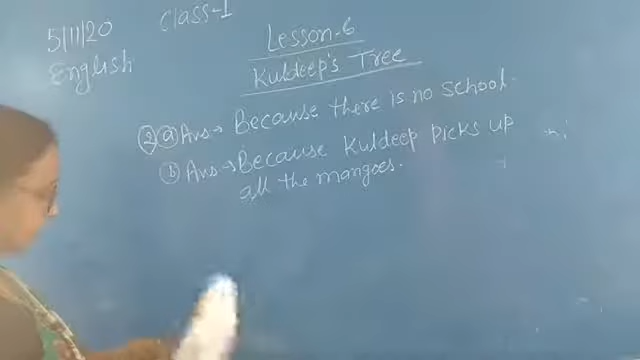 5/11/20
Class-1
English
Lesson-6
Kuldeep's Tree
② ⓐ Ans→ Because there is no school.
ⓑ Ans→ Because Kuldeep picks up
all the mangoes.